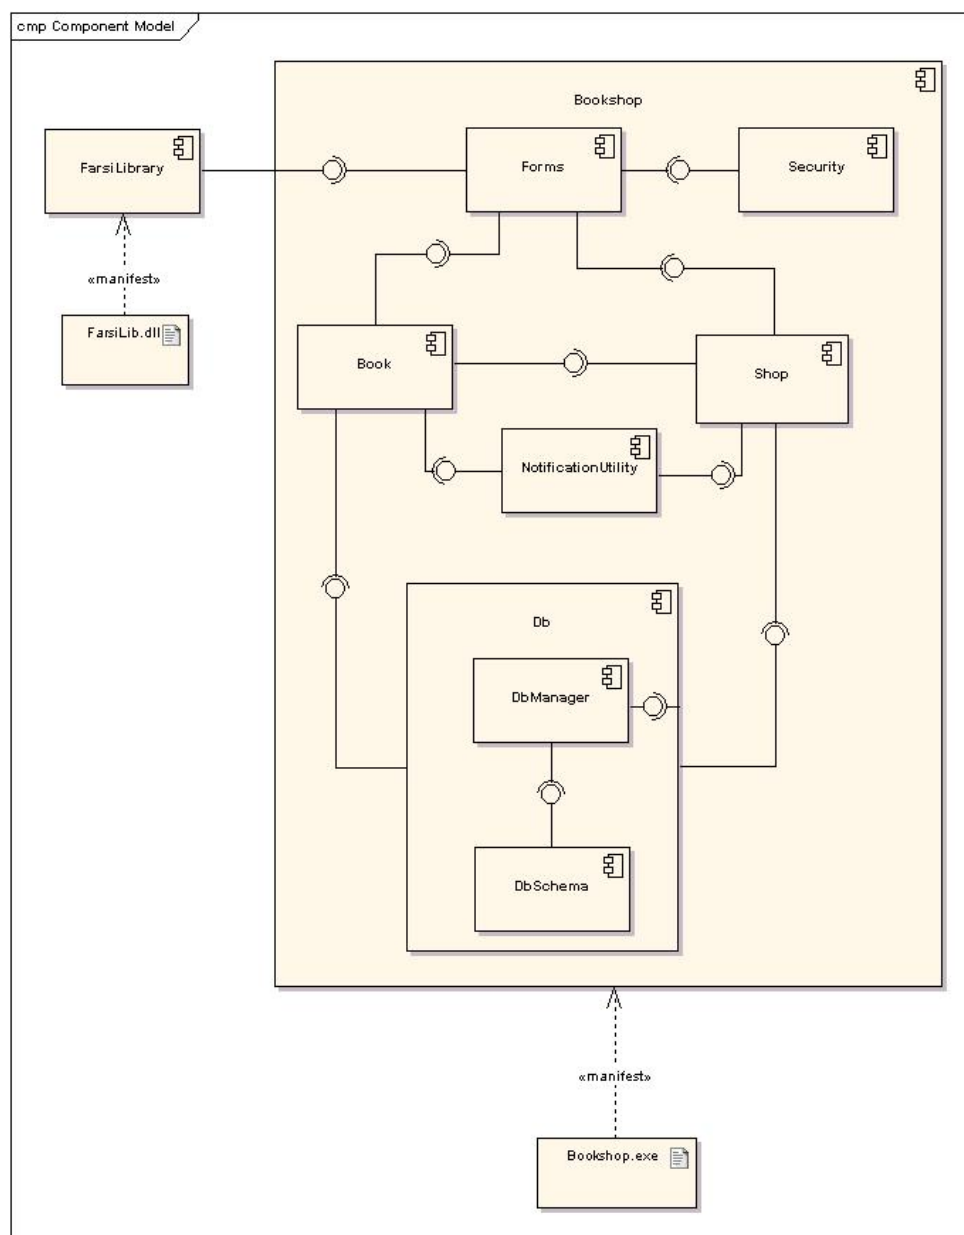 cmp Component Model
Bookshop
FarsiLibrary
Forms
Security
«manifest»
FarsiLib.dll
Book
Shop
NotificationUtility
Db
DbManager
DbSchema
«manifest»
Bookshop.exe